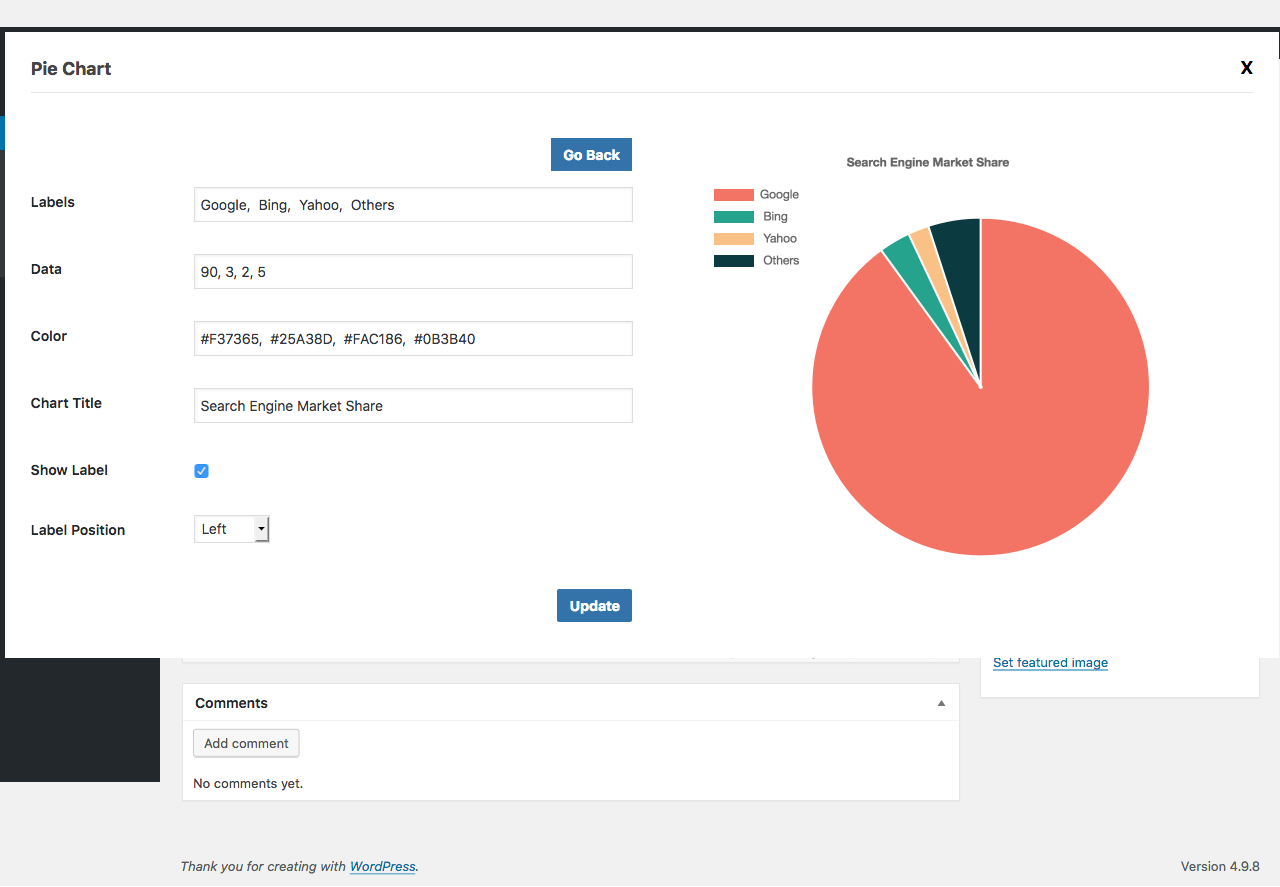 Pie Chart X
Go Back
Labels Google, Bing, Yahoo, Others
Data 90, 3, 2, 5
Color #F37365, #25A38D, #FAC186, #0B3B40
Chart Title Search Engine Market Share
Show Label
Label Position Left
Update
Search Engine Market Share
Google
Bing
Yahoo
Others
Set featured image
Comments
Add comment
No comments yet.
Thank you for creating with WordPress.
Version 4.9.8